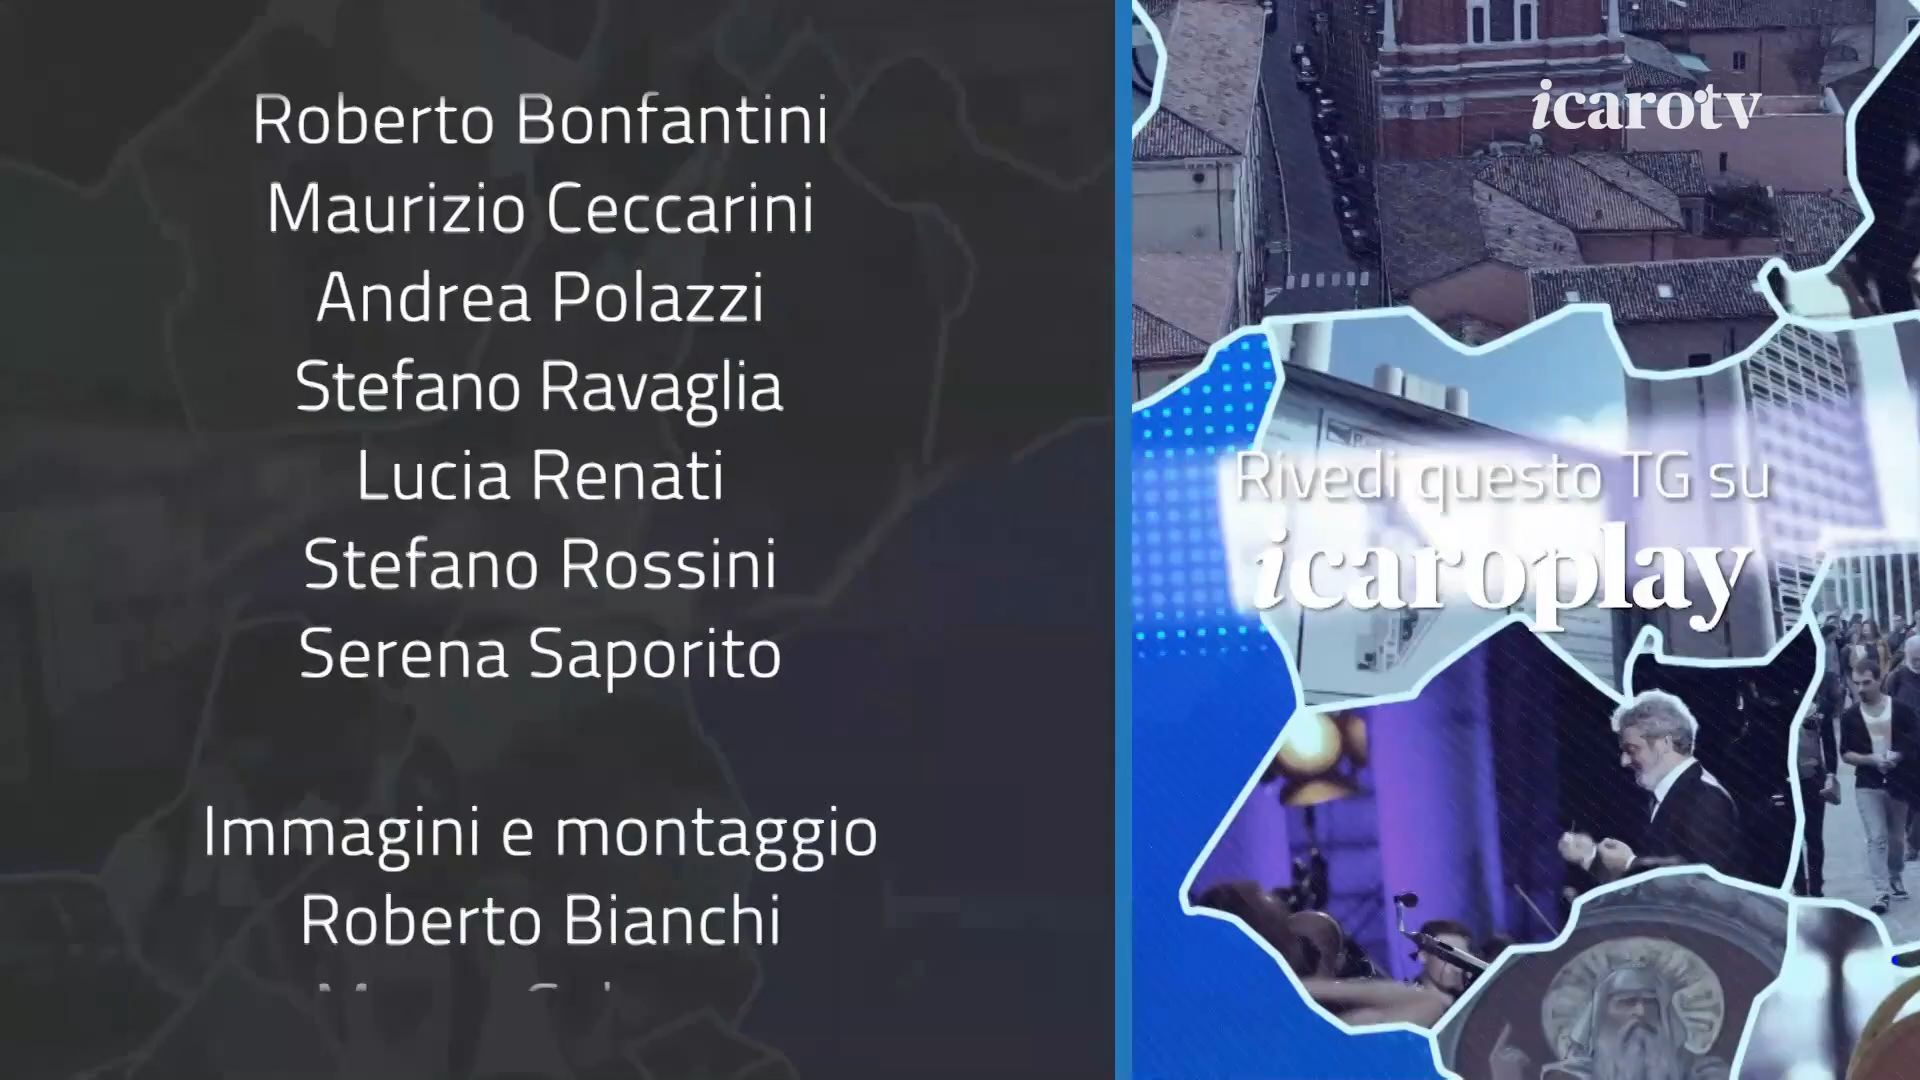 Roberto Bonfantini
Maurizio Ceccarini
Andrea Polazzi
Stefano Ravaglia
Lucia Renati
Stefano Rossini
Serena Saporito
Immagini e montaggio
Roberto Bianchi
icarotv
Rivedi questo TG su
icaroplay